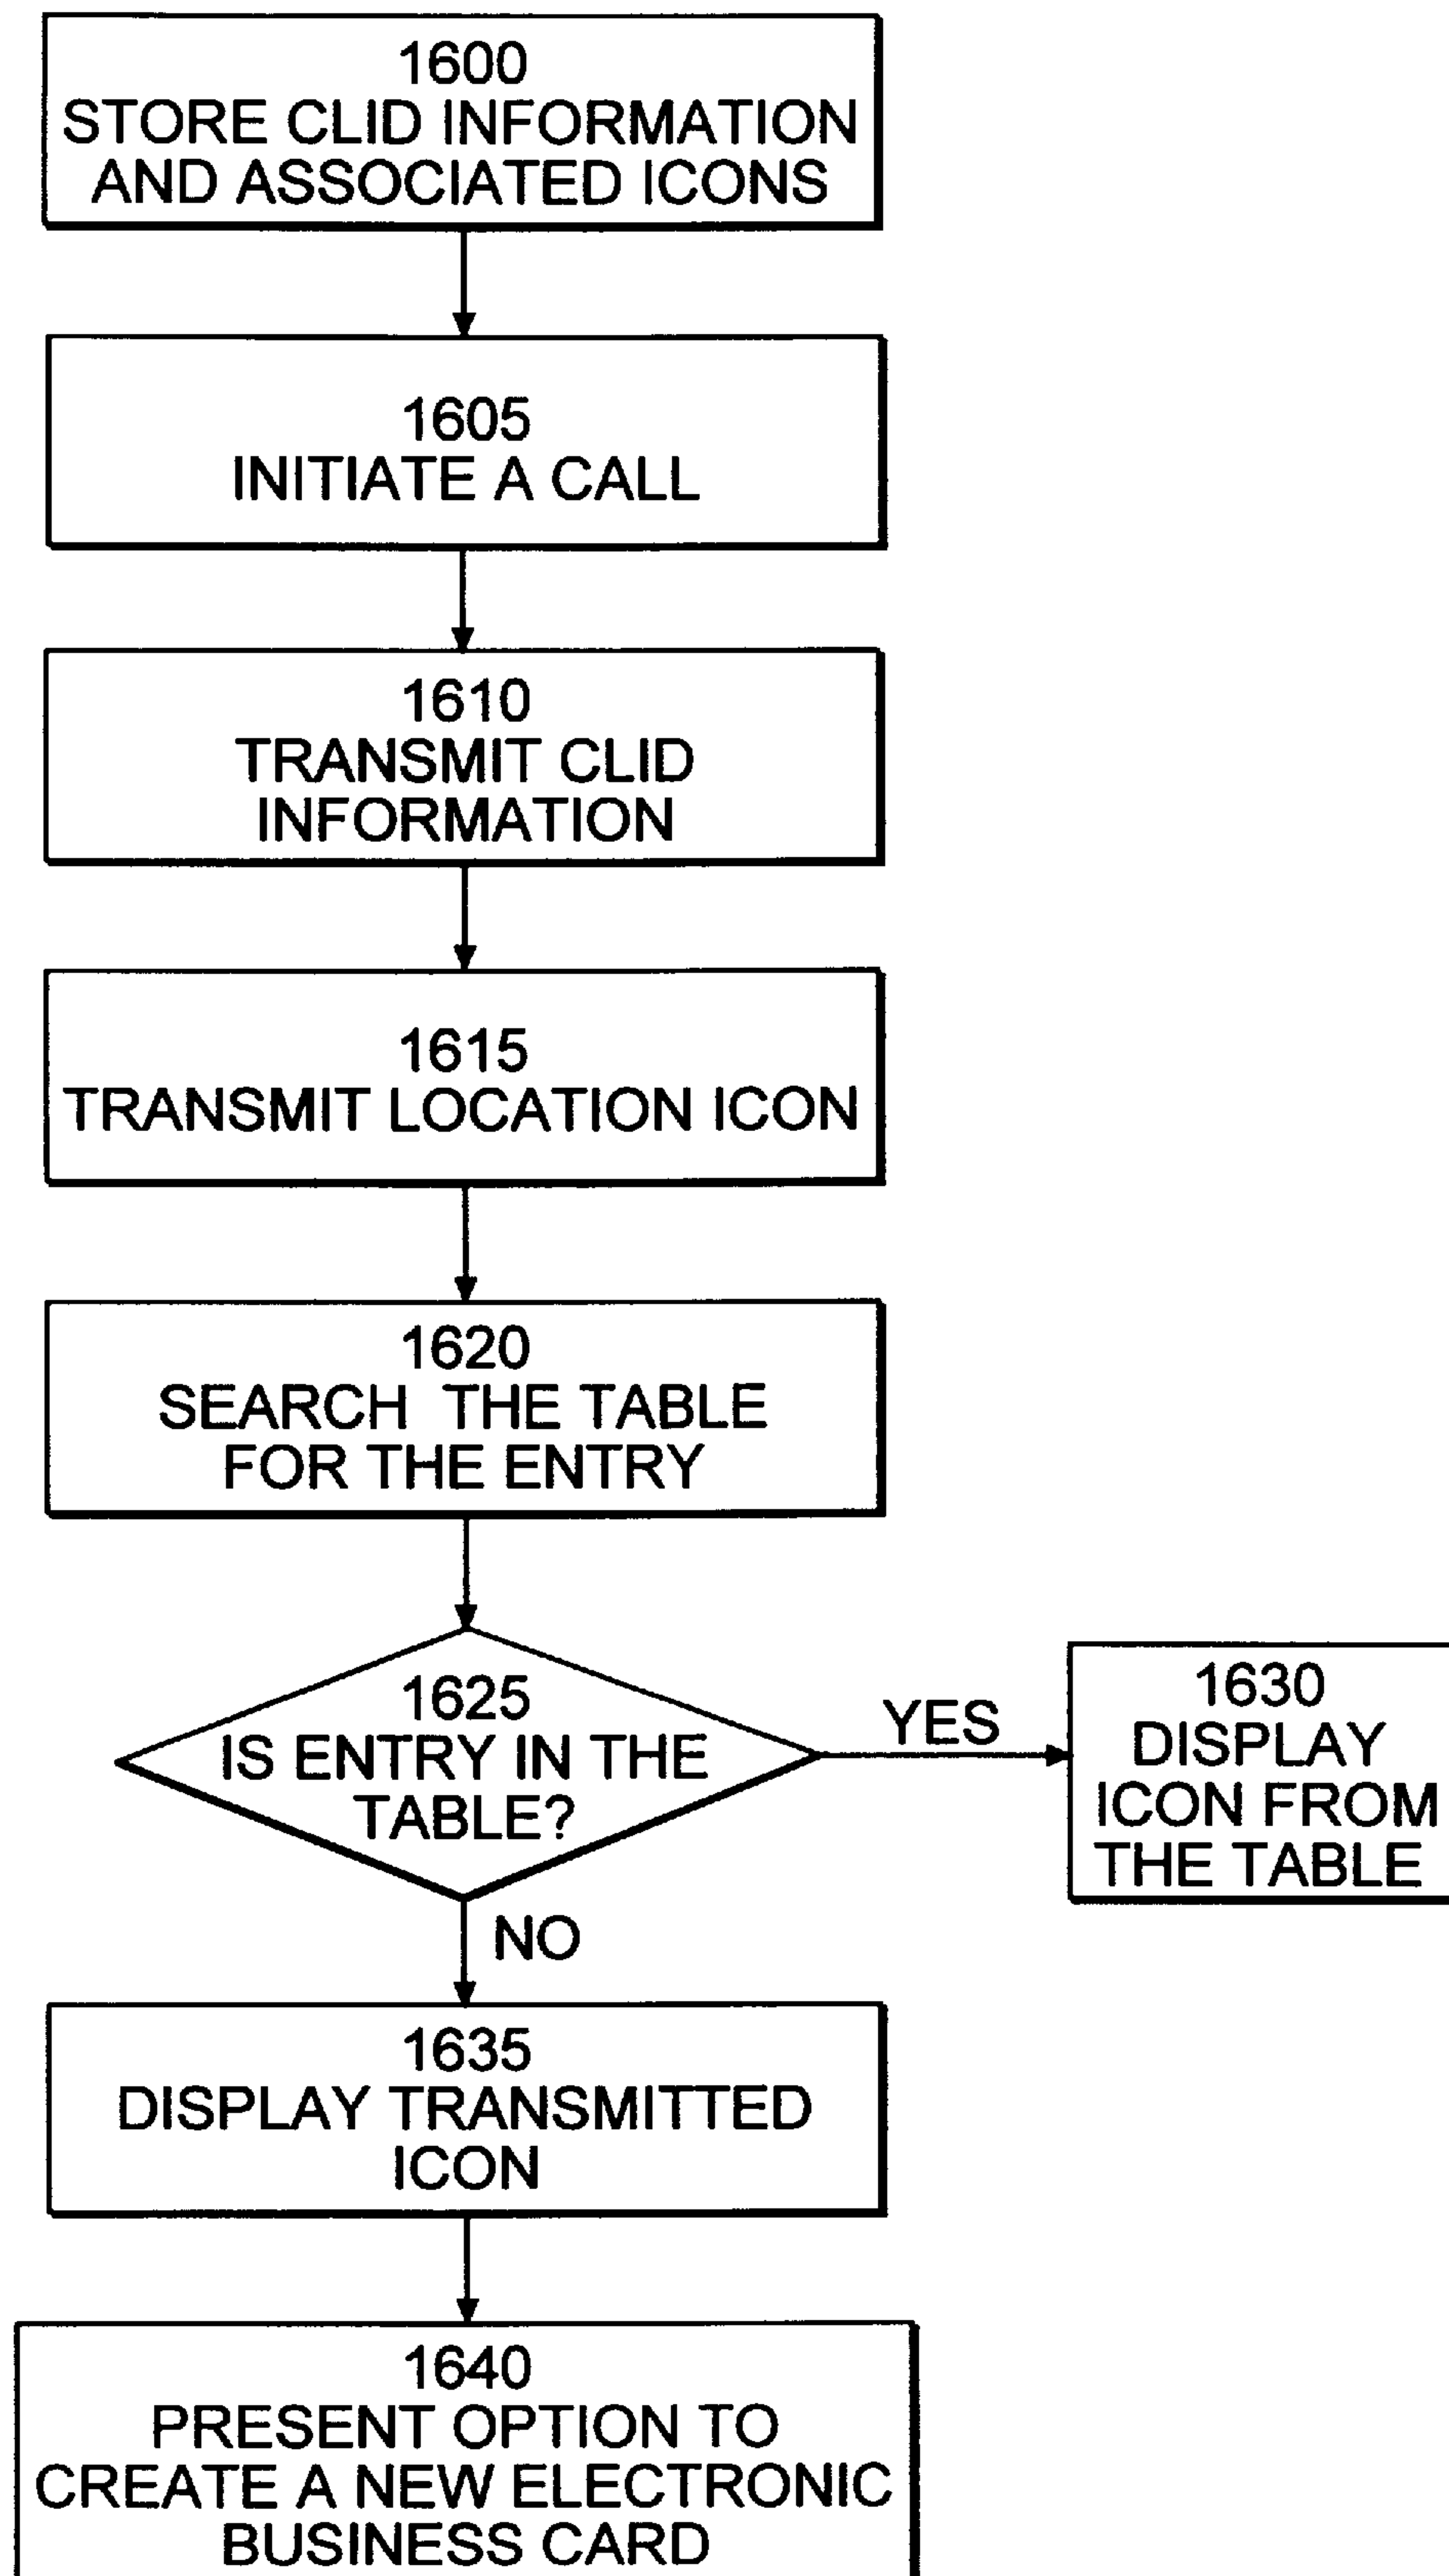 1600
STORE CLID INFORMATION
AND ASSOCIATED ICONS
1605
INITIATE A CALL
1610
TRANSMIT CLID
INFORMATION
1615
TRANSMIT LOCATION ICON
1620
SEARCH THE TABLE
FOR THE ENTRY
1625
IS ENTRY IN THE
TABLE?
YES
1630
DISPLAY
ICON FROM
THE TABLE
NO
1635
DISPLAY TRANSMITTED
ICON
1640
PRESENT OPTION TO
CREATE A NEW ELECTRONIC
BUSINESS CARD